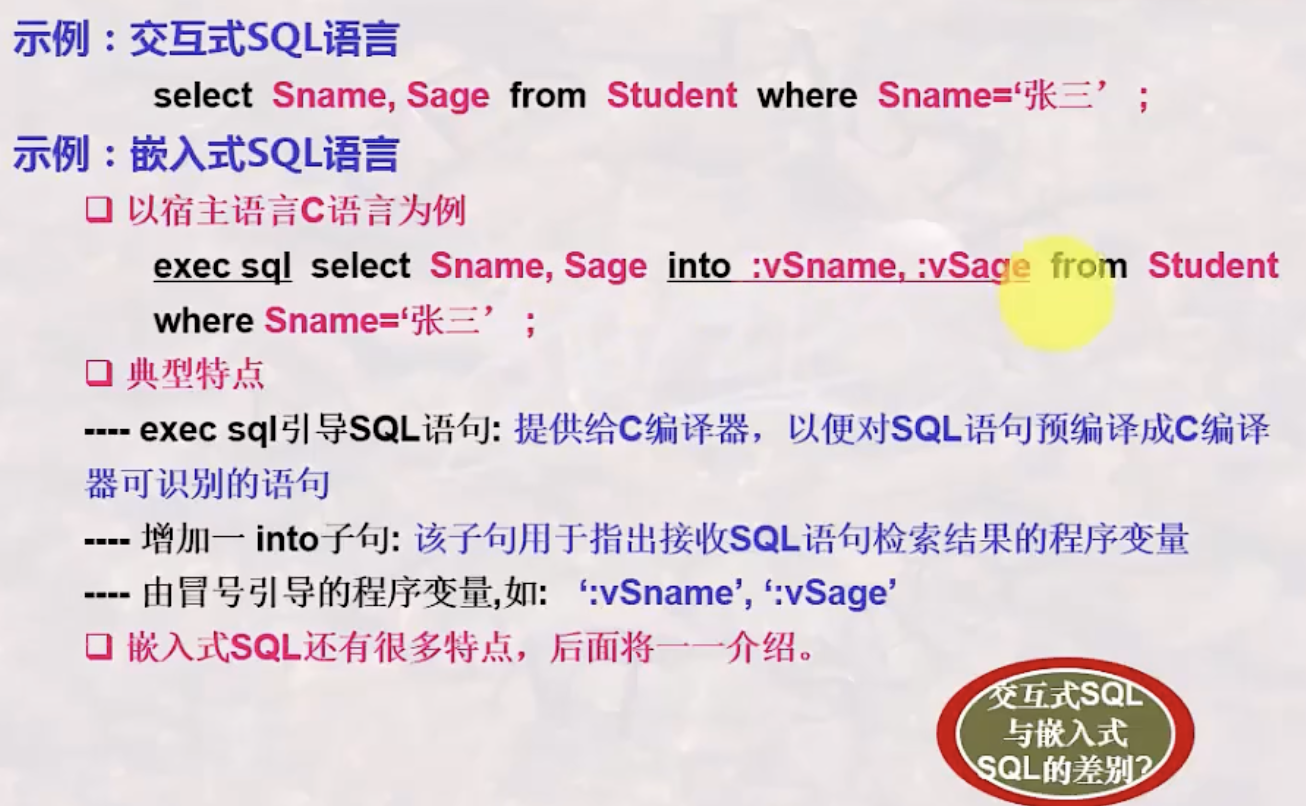 示例：交互式SQL语言
select Sname, Sage from Student where Sname=‘张三’ ;
示例：嵌入式SQL语言
❑ 以宿主语言C语言为例
exec sql select Sname, Sage into :vSname, :vSage from Student
where Sname=‘张三’ ;
❑ 典型特点
---- exec sql引导SQL语句: 提供给C编译器，以便对SQL语句预编译成C编译
器可识别的语句
---- 增加一 into子句: 该子句用于指出接收SQL语句检索结果的程序变量
---- 由冒号引导的程序变量,如: ‘:vSname’, ‘:vSage’
❑ 嵌入式SQL还有很多特点，后面将一一介绍。
交互式SQL
与嵌入式
SQL的差别?